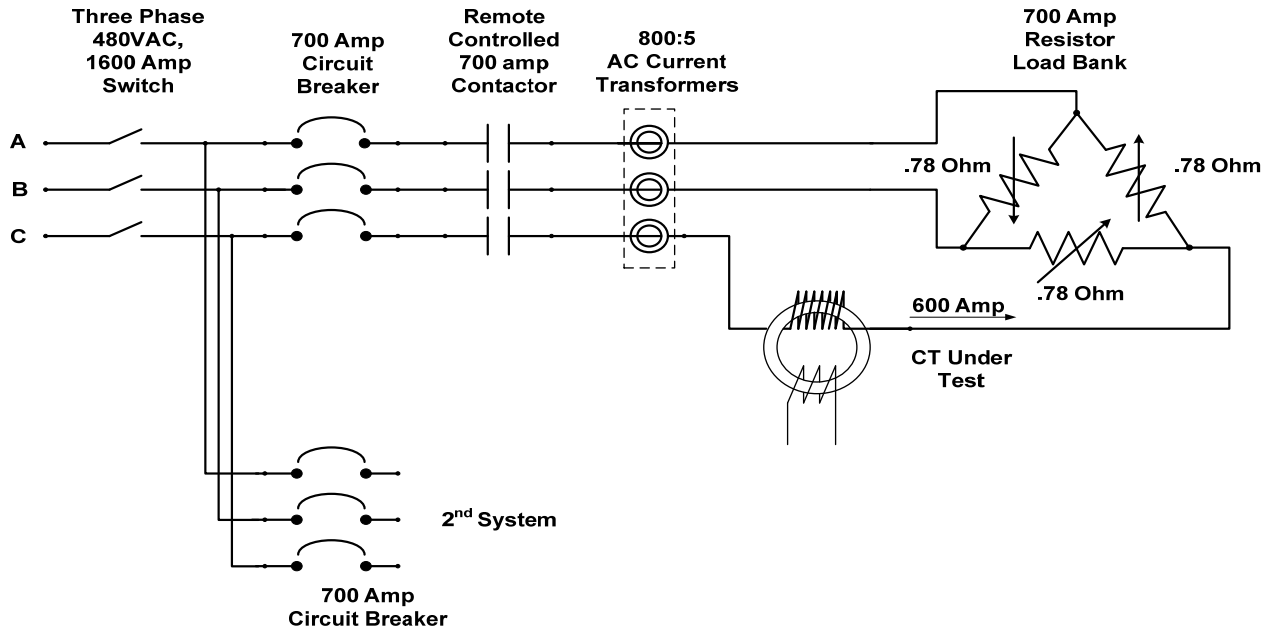 Three Phase
480VAC,
1600 Amp
Switch
700 Amp
Circuit
Breaker
Remote
Controlled
700 amp
Contactor
800:5
AC Current
Transformers
700 Amp
Resistor
Load Bank
A
B
C
.78 Ohm
.78 Ohm
.78 Ohm
600 Amp
CT Under
Test
2nd System
700 Amp
Circuit Breaker